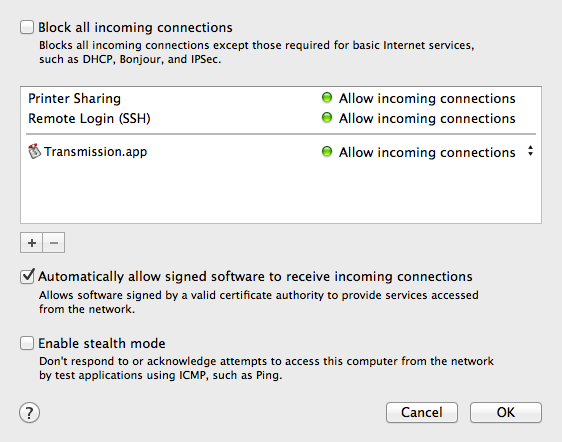 Block all incoming connections
Blocks all incoming connections except those required for basic Internet services,
such as DHCP, Bonjour, and IPSec.
Printer Sharing Allow incoming connections
Remote Login (SSH) Allow incoming connections
Transmission.app Allow incoming connections
+ −
Automatically allow signed software to receive incoming connections
Allows software signed by a valid certificate authority to provide services accessed
from the network.
Enable stealth mode
Don't respond to or acknowledge attempts to access this computer from the network
by test applications using ICMP, such as Ping.
? Cancel OK